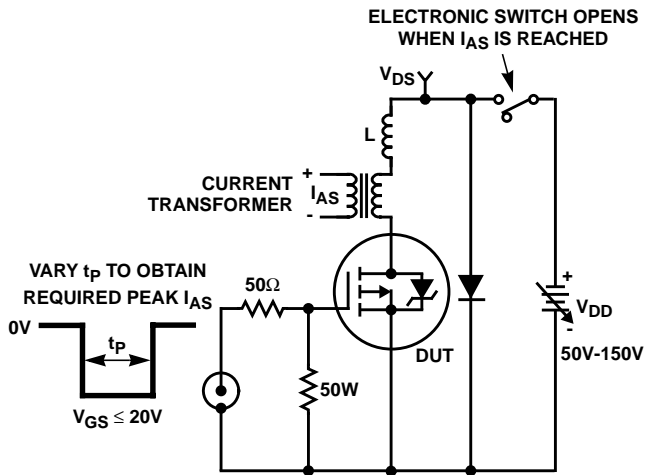 ELECTRONIC SWITCH OPENS
WHEN IAS IS REACHED
VDS
L
+
CURRENT
TRANSFORMER
IAS
-
VARY tP TO OBTAIN
REQUIRED PEAK IAS
50Ω
0V
tP
VGS ≤ 20V
50W
DUT
+
VDD
-
50V-150V